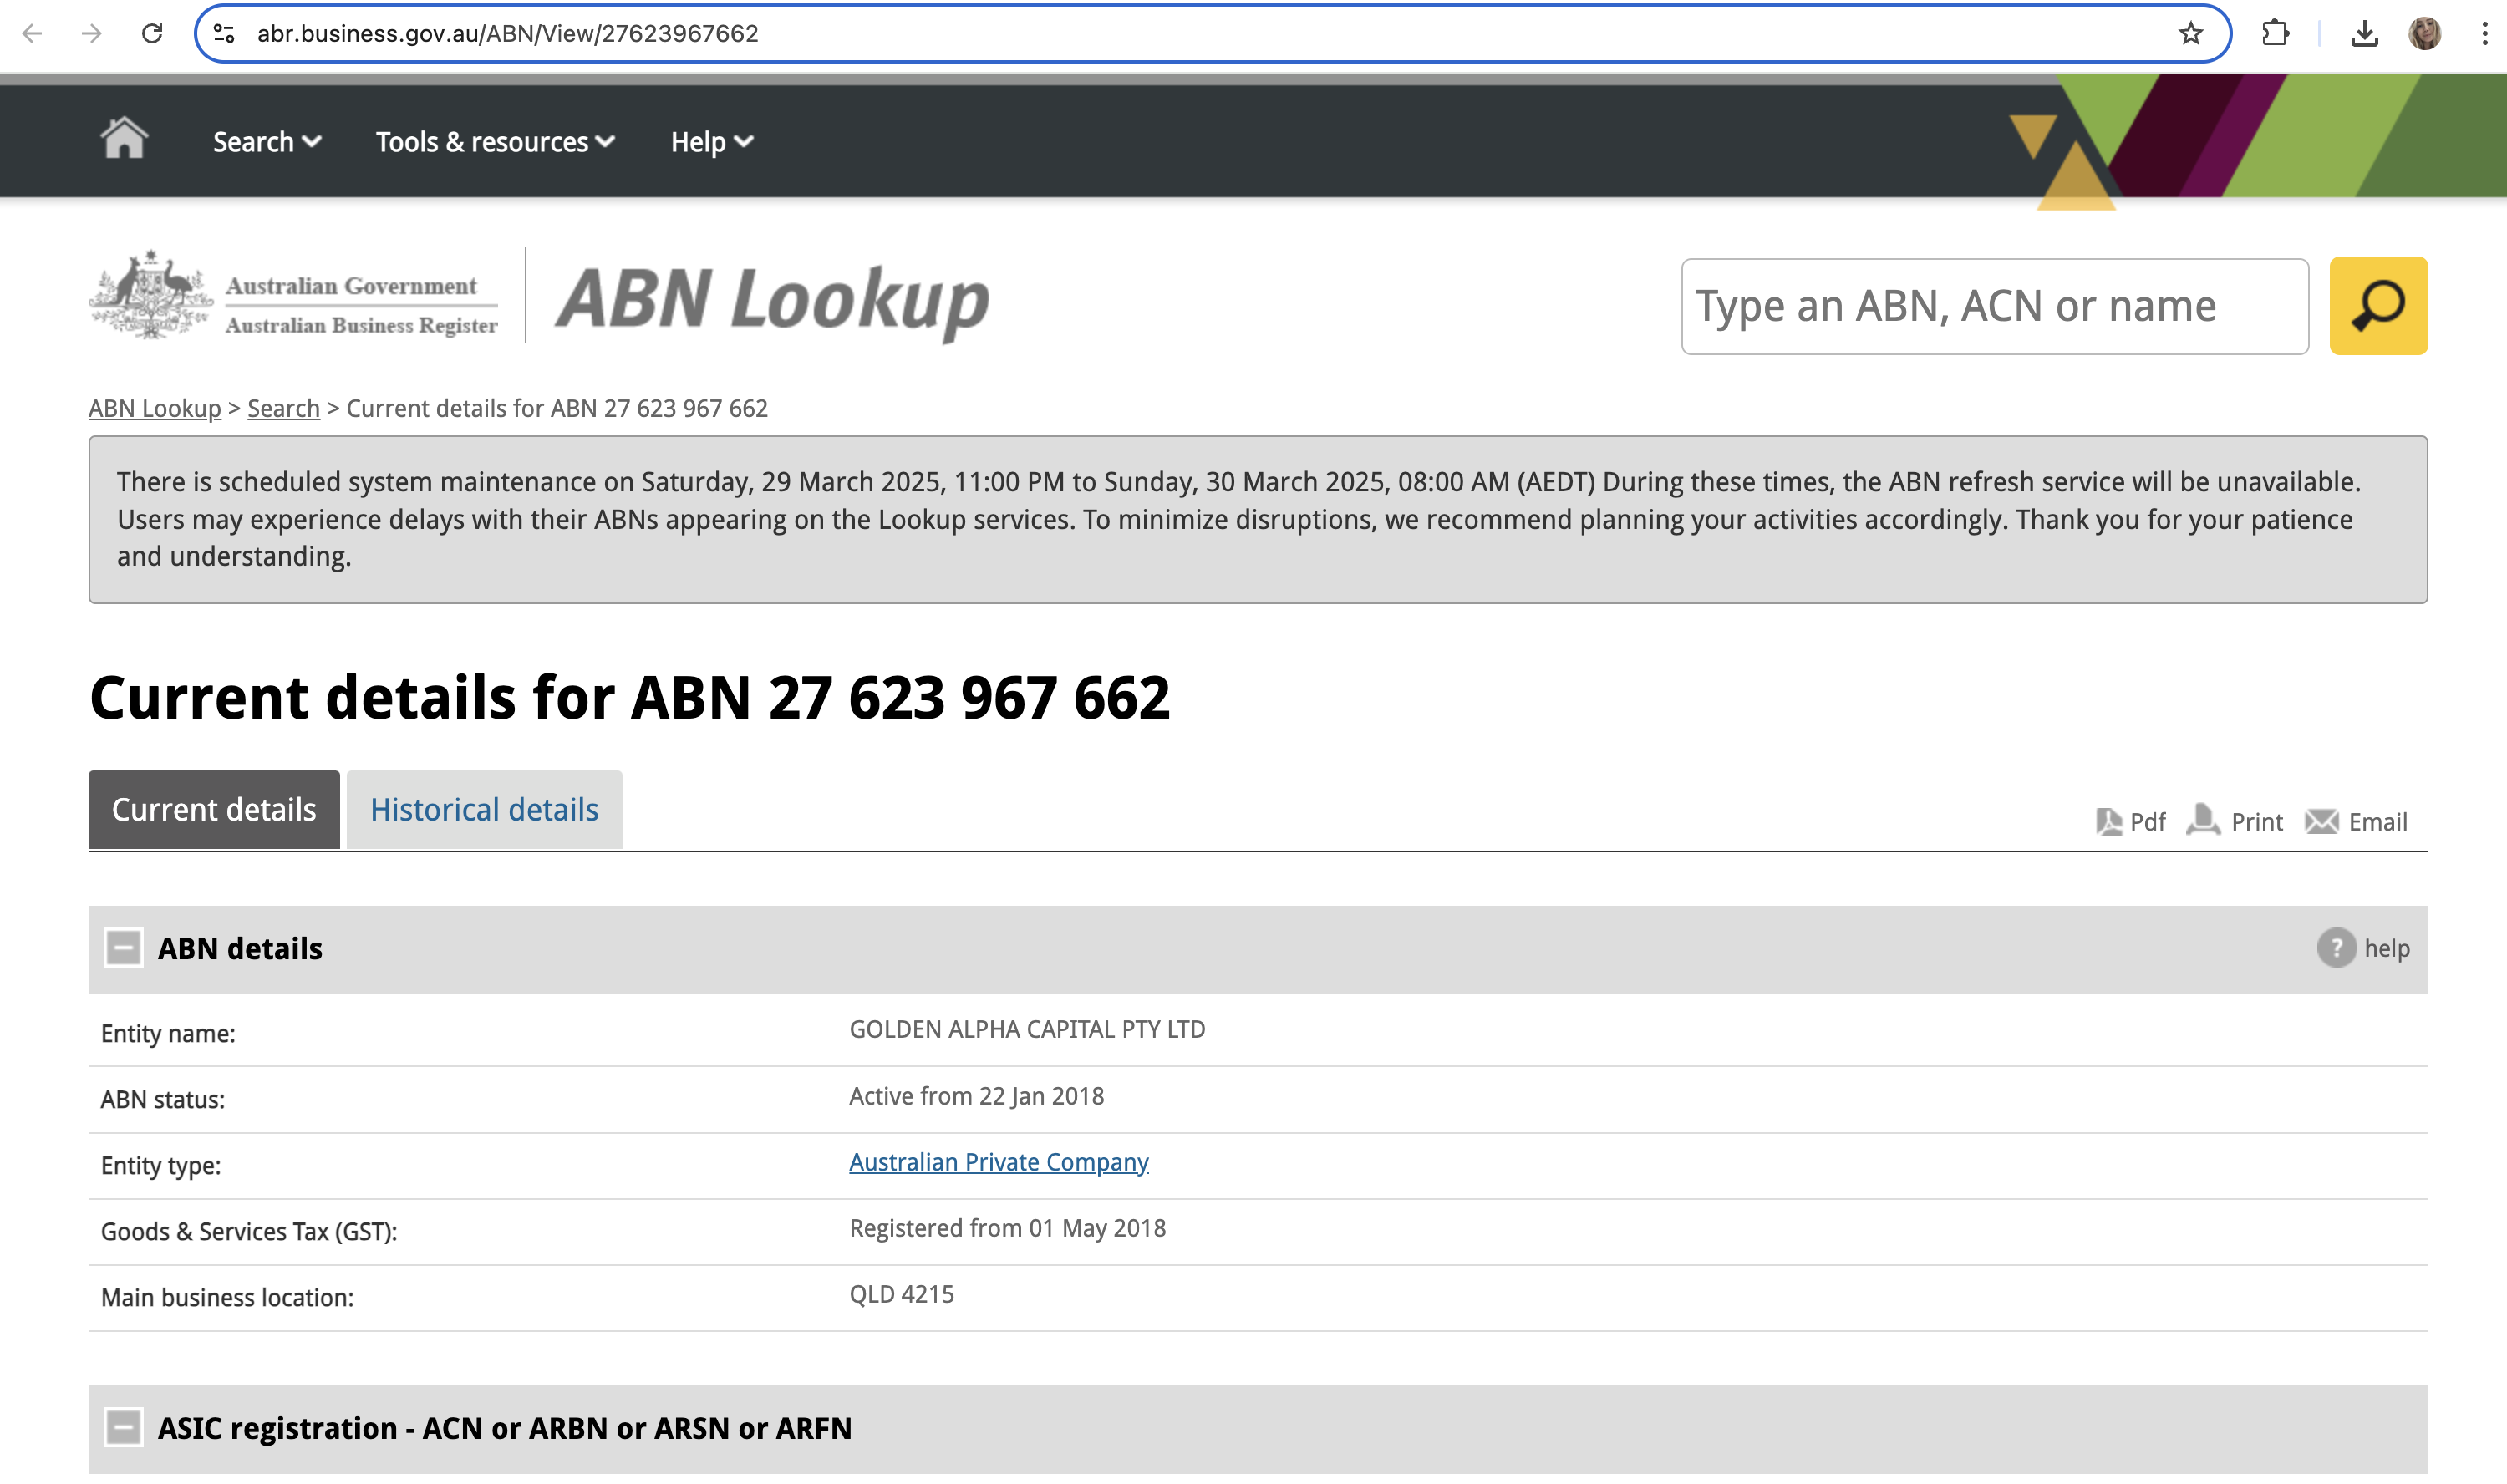 abr.business.gov.au/ABN/View/27623967662
Search
Tools & resources
Help
Australian Government
Australian Business Register
ABN Lookup
Type an ABN, ACN or name
ABN Lookup > Search > Current details for ABN 27 623 967 662
There is scheduled system maintenance on Saturday, 29 March 2025, 11:00 PM to Sunday, 30 March 2025, 08:00 AM (AEDT) During these times, the ABN refresh service will be unavailable.
Users may experience delays with their ABNs appearing on the Lookup services. To minimize disruptions, we recommend planning your activities accordingly. Thank you for your patience
and understanding.
Current details for ABN 27 623 967 662
Current details
Historical details
Pdf
Print
Email
ABN details
? help
Entity name: GOLDEN ALPHA CAPITAL PTY LTD
ABN status: Active from 22 Jan 2018
Entity type: Australian Private Company
Goods & Services Tax (GST): Registered from 01 May 2018
Main business location: QLD 4215
ASIC registration - ACN or ARBN or ARSN or ARFN